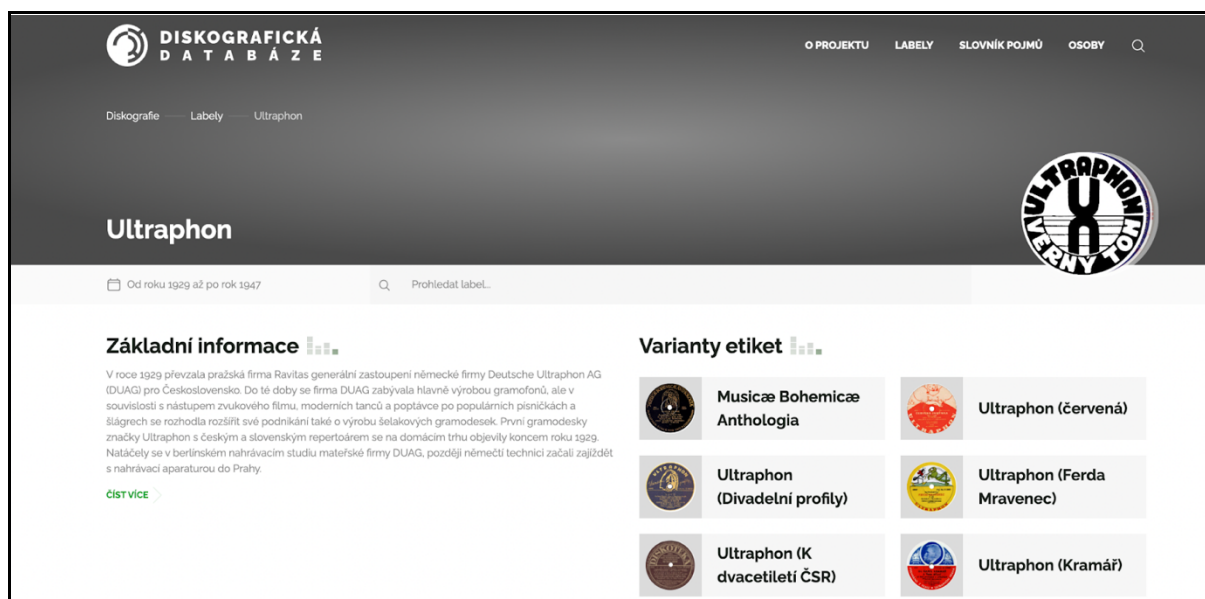 DISKOGRAFICKÁ
DATABÁZE
O PROJEKTU LABELY SLOVNÍK POJMŮ OSOBY
Diskografie Labely Ultraphon
ULTRAPHON
VERNY TON
Ultraphon
Od roku 1929 až po rok 1947
Prohledat label...
Základní informace
V roce 1929 převzala pražská firma Ravitas generální zastoupení německé firmy Deutsche Ultraphon AG
(DUAG) pro Československo. Do té doby se firma DUAG zabývala hlavně výrobou gramofonů, ale v
souvislosti s nástupem zvukového filmu, moderních tanců a poptávce po populárních písničkách a
šlágrech se rozhodla rozšířit své podnikání také o výrobu šelakových gramodesek. První gramodesky
značky Ultraphon s českým a slovenským repertoárem se na domácím trhu objevily koncem roku 1929.
Natáčely se v berlínském nahrávacím studiu mateřské firmy DUAG, později němečtí technici začali zajíždět
s nahrávací aparaturou do Prahy.
ČÍST VÍCE
Varianty etiket
Musicæ Bohemicæ
Anthologia
Ultraphon (červená)
Ultraphon
(Divadelní profily)
Ultraphon (Ferda
Mravenec)
Ultraphon (K
dvacetiletí ČSR)
Ultraphon (Kramář)